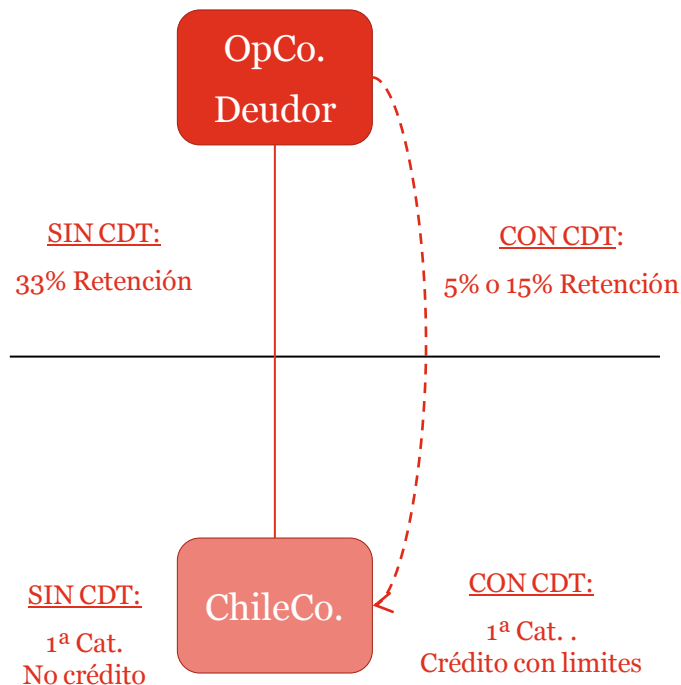 OpCo.
Deudor
SIN CDT:
33% Retención
CON CDT:
5% o 15% Retención
ChileCo.
SIN CDT:
1ª Cat.
No crédito
CON CDT:
1ª Cat. .
Crédito con limites